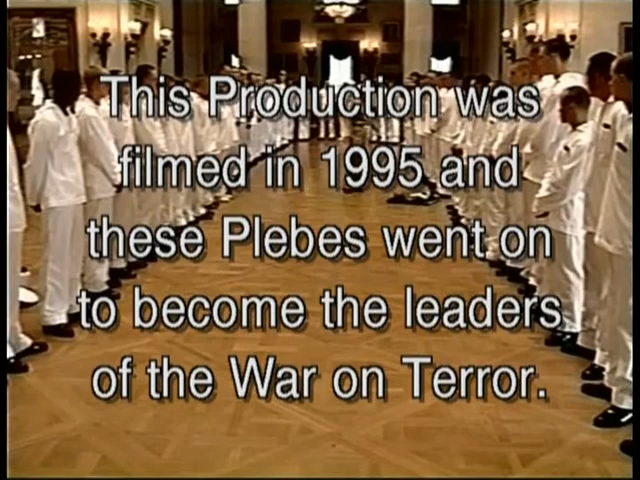 This Production was
filmed in 1995 and
these Plebes went on
to become the leaders
of the War on Terror.